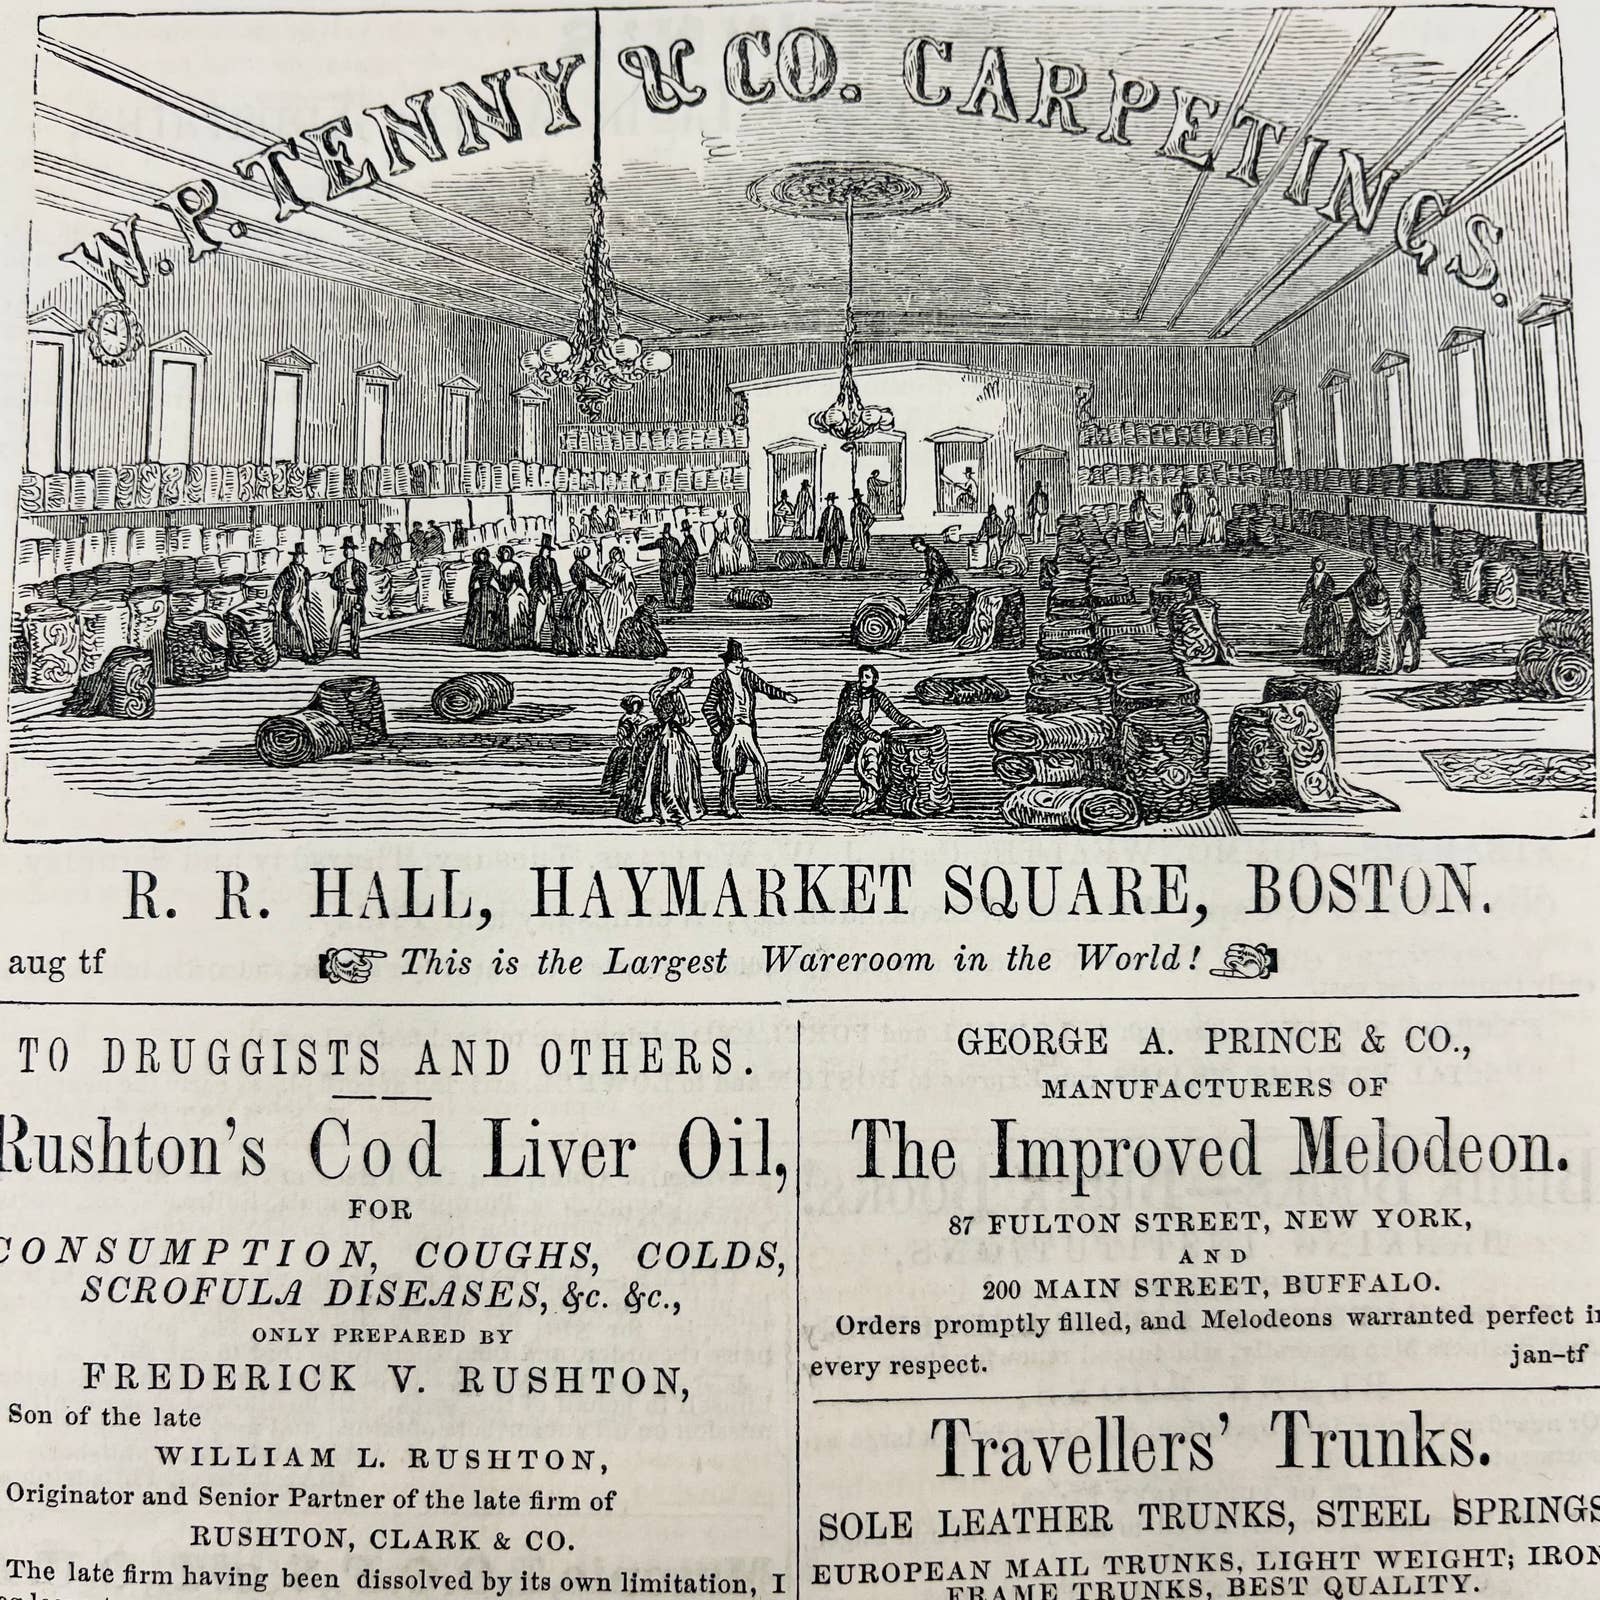 W. P. TENNY & CO. CARPETINGS.
R. R. HALL, HAYMARKET SQUARE, BOSTON.
aug tf This is the Largest Wareroom in the World!
TO DRUGGISTS AND OTHERS.
Rushton's Cod Liver Oil,
FOR
CONSUMPTION, COUGHS, COLDS,
SCROFULA DISEASES, &c. &c.,
ONLY PREPARED BY
FREDERICK V. RUSHTON,
Son of the late
WILLIAM L. RUSHTON,
Originator and Senior Partner of the late firm of
RUSHTON, CLARK & CO.
The late firm having been dissolved by its own limitation, I
GEORGE A. PRINCE & CO.,
MANUFACTURERS OF
The Improved Melodeon.
87 FULTON STREET, NEW YORK,
AND
200 MAIN STREET, BUFFALO.
Orders promptly filled, and Melodeons warranted perfect in
every respect. jan-tf
Travellers' Trunks.
SOLE LEATHER TRUNKS, STEEL SPRINGS
EUROPEAN MAIL TRUNKS, LIGHT WEIGHT; IRON
FRAME TRUNKS, BEST QUALITY.